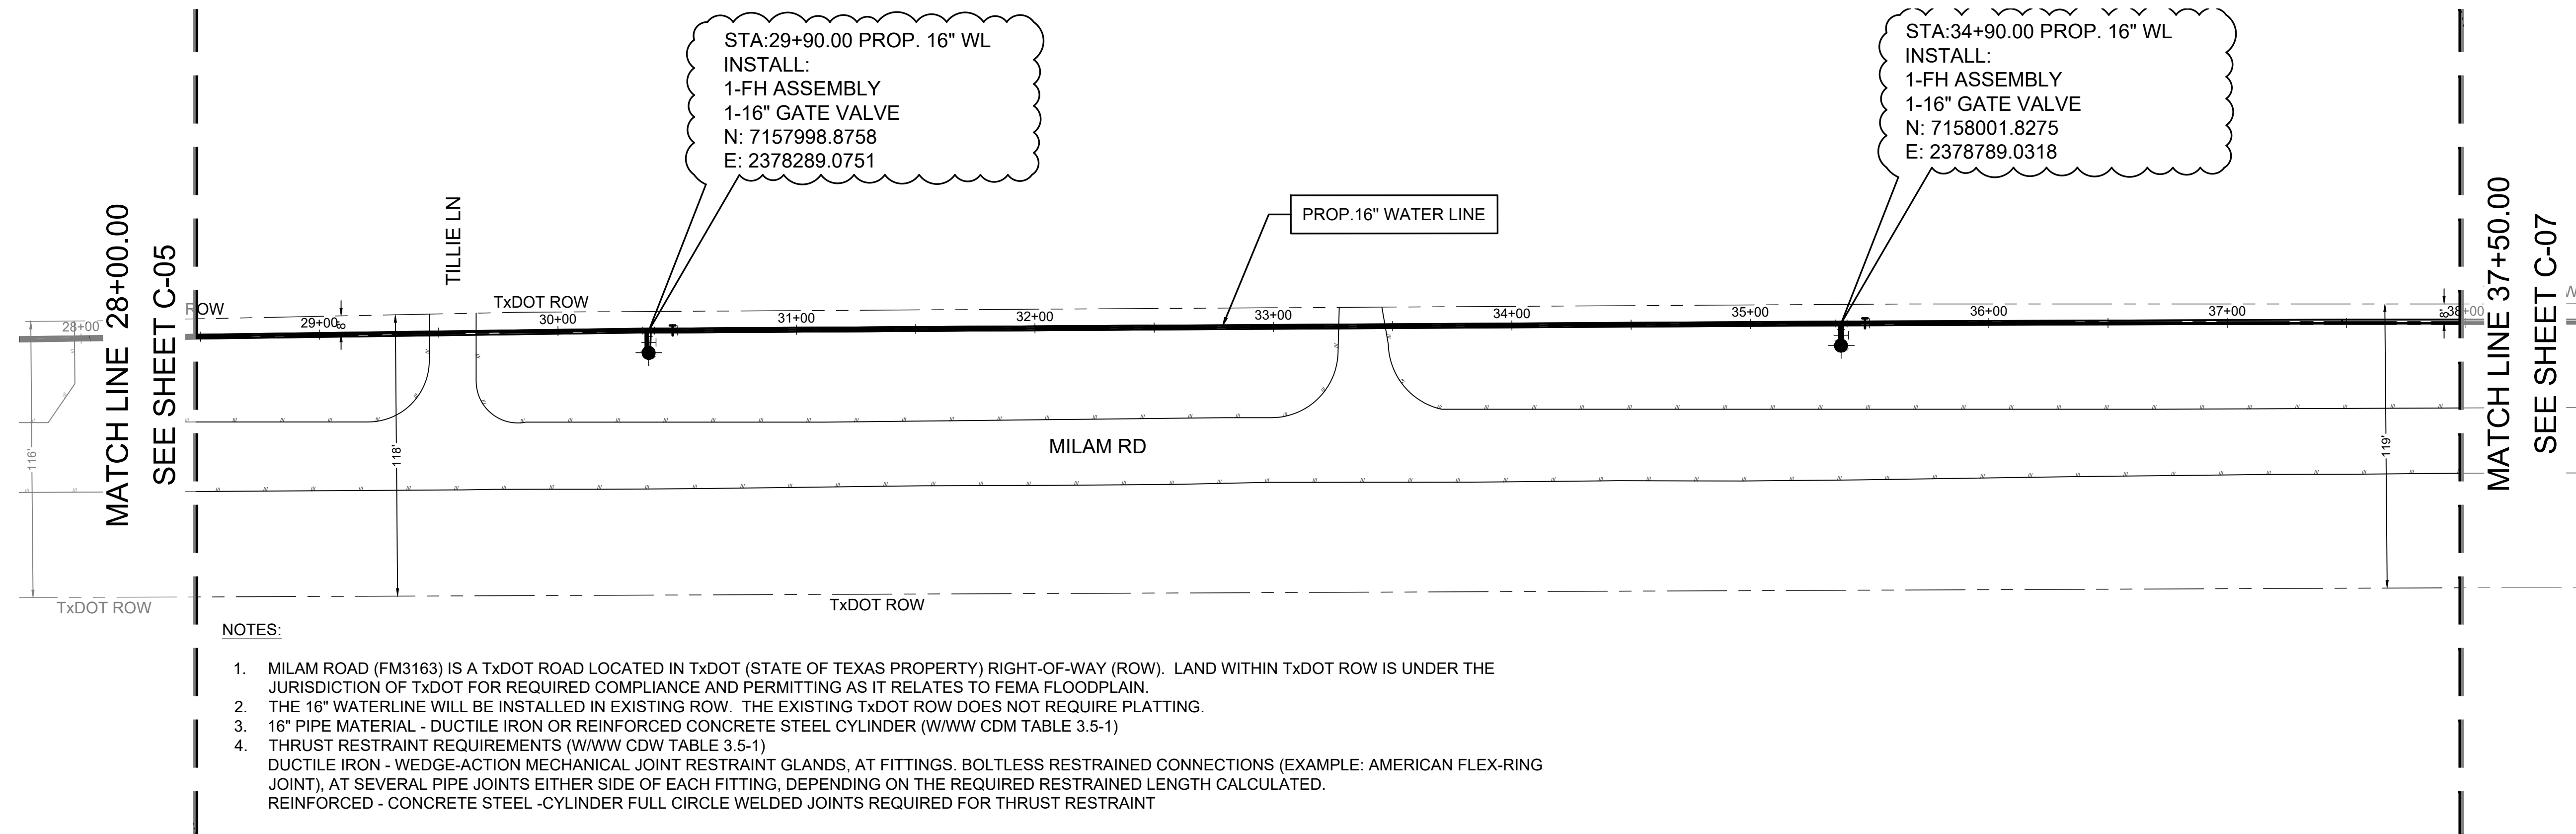 STA:29+90.00 PROP. 16" WL
INSTALL:
1-FH ASSEMBLY
1-16" GATE VALVE
N: 7157998.8758
E: 2378289.0751
STA:34+90.00 PROP. 16" WL
INSTALL:
1-FH ASSEMBLY
1-16" GATE VALVE
N: 7158001.8275
E: 2378789.0318
MATCH LINE 28+00.00
SEE SHEET C-05
TILLIE LN
PROP.16" WATER LINE
MATCH LINE 37+50.00
SEE SHEET C-07
ROW
TxDOT ROW
28+00
29+00
8'
30+00
31+00
32+00
33+00
34+00
35+00
36+00
37+00
8'
38+00
116'
118'
MILAM RD
119'
TxDOT ROW
TxDOT ROW
NOTES:
1. MILAM ROAD (FM3163) IS A TxDOT ROAD LOCATED IN TxDOT (STATE OF TEXAS PROPERTY) RIGHT-OF-WAY (ROW). LAND WITHIN TxDOT ROW IS UNDER THE
JURISDICTION OF TxDOT FOR REQUIRED COMPLIANCE AND PERMITTING AS IT RELATES TO FEMA FLOODPLAIN.
2. THE 16" WATERLINE WILL BE INSTALLED IN EXISTING ROW. THE EXISTING TxDOT ROW DOES NOT REQUIRE PLATTING.
3. 16" PIPE MATERIAL - DUCTILE IRON OR REINFORCED CONCRETE STEEL CYLINDER (W/WW CDM TABLE 3.5-1)
4. THRUST RESTRAINT REQUIREMENTS (W/WW CDW TABLE 3.5-1)
DUCTILE IRON - WEDGE-ACTION MECHANICAL JOINT RESTRAINT GLANDS, AT FITTINGS. BOLTLESS RESTRAINED CONNECTIONS (EXAMPLE: AMERICAN FLEX-RING
JOINT), AT SEVERAL PIPE JOINTS EITHER SIDE OF EACH FITTING, DEPENDING ON THE REQUIRED RESTRAINED LENGTH CALCULATED.
REINFORCED - CONCRETE STEEL -CYLINDER FULL CIRCLE WELDED JOINTS REQUIRED FOR THRUST RESTRAINT